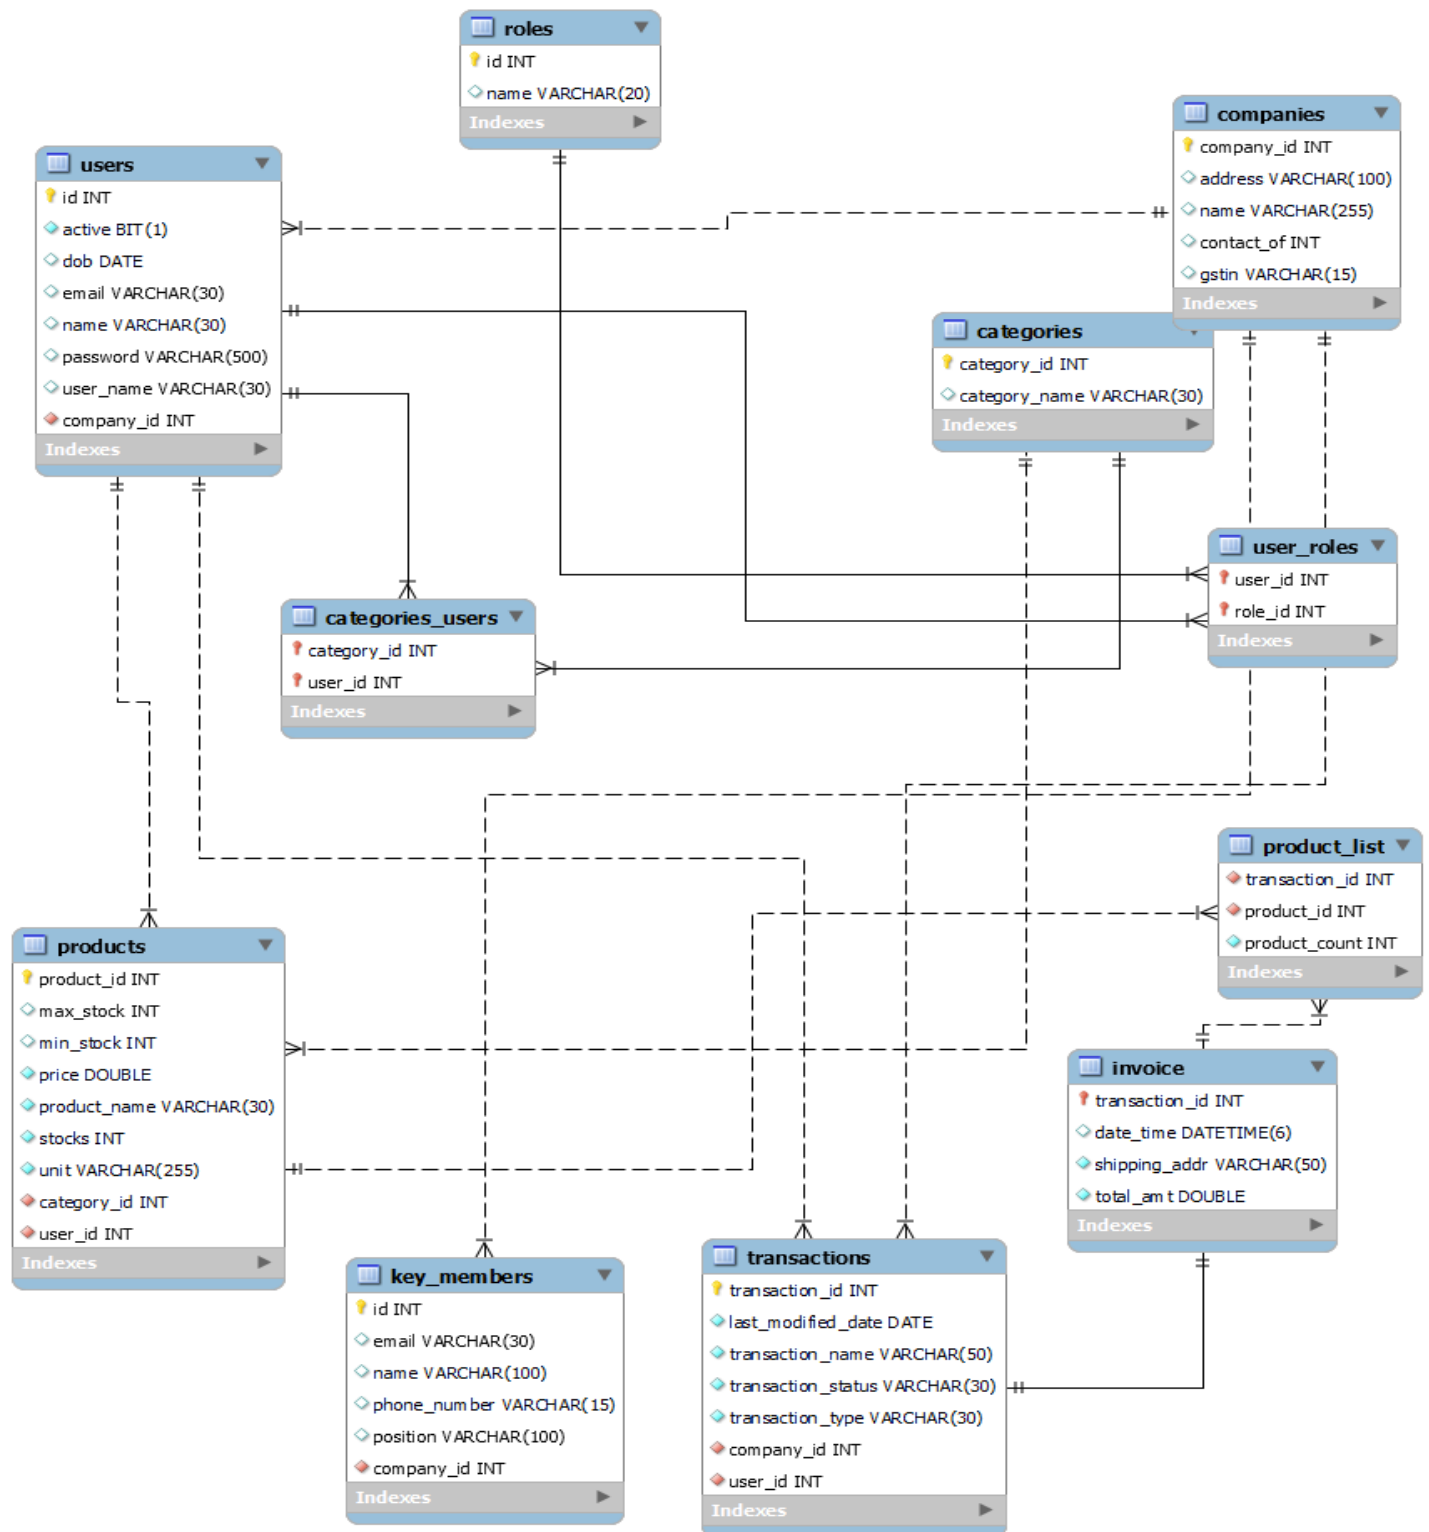 roles
id INT
name VARCHAR(20)
Indexes
companies
company_id INT
address VARCHAR(100)
name VARCHAR(255)
contact_of INT
gstin VARCHAR(15)
Indexes
users
id INT
active BIT(1)
dob DATE
email VARCHAR(30)
name VARCHAR(30)
password VARCHAR(500)
user_name VARCHAR(30)
company_id INT
Indexes
categories
category_id INT
category_name VARCHAR(30)
Indexes
user_roles
user_id INT
role_id INT
Indexes
categories_users
category_id INT
user_id INT
Indexes
product_list
transaction_id INT
product_id INT
product_count INT
Indexes
products
product_id INT
max_stock INT
min_stock INT
price DOUBLE
product_name VARCHAR(30)
stocks INT
unit VARCHAR(255)
category_id INT
user_id INT
Indexes
invoice
transaction_id INT
date_time DATETIME(6)
shipping_addr VARCHAR(50)
total_amt DOUBLE
Indexes
key_members
id INT
email VARCHAR(30)
name VARCHAR(100)
phone_number VARCHAR(15)
position VARCHAR(100)
company_id INT
Indexes
transactions
transaction_id INT
last_modified_date DATE
transaction_name VARCHAR(50)
transaction_status VARCHAR(30)
transaction_type VARCHAR(30)
company_id INT
user_id INT
Indexes